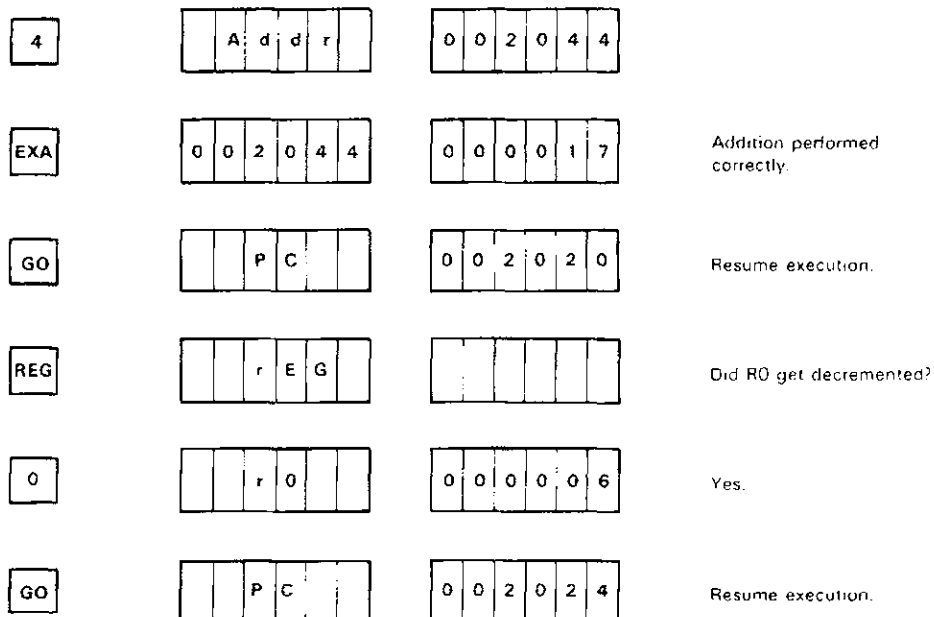 4 Addr 002044
EXA 002044 000017 Addition performed
correctly.
GO PC 002020 Resume execution.
REG rEG Did R0 get decremented?
0 r0 000006 Yes.
GO PC 002024 Resume execution.